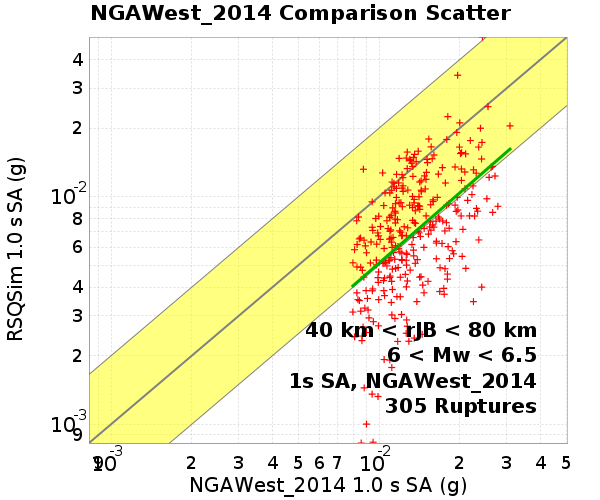 NGAWest_2014 Comparison Scatter
RSQSim 1.0 s SA (g)
4
3
2
10-2
8
6
4
3
2
10-3
9
40 km < rJB < 80 km
6 < Mw < 6.5
1s SA, NGAWest_2014
305 Ruptures
9 10-3 2 3 4 5 6 7 10-2 2 3 4 5
NGAWest_2014 1.0 s SA (g)